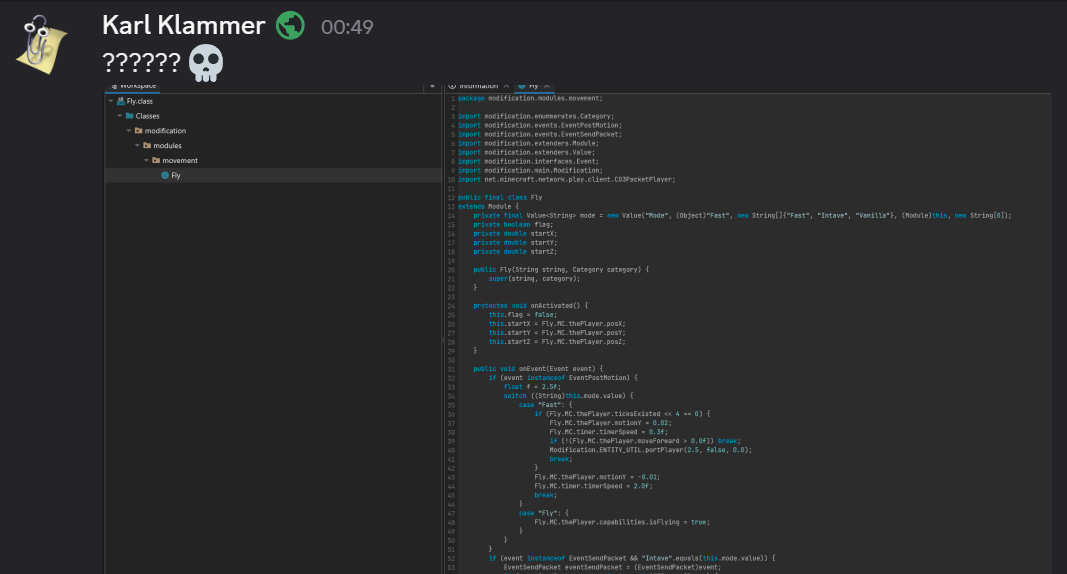 Karl Klammer 00:49
??????
Workspace
Information
Fly
Fly.class
Classes
modification
modules
movement
Fly
1 package modification.modules.movement;
2
3 import modification.enummerates.Category;
4 import modification.events.EventPostMotion;
5 import modification.events.EventSendPacket;
6 import modification.extenders.Module;
7 import modification.extenders.Value;
8 import modification.interfaces.Event;
9 import modification.main.Modification;
10 import net.minecraft.network.play.client.C03PacketPlayer;
11
12 public final class Fly
13 extends Module {
14 private final Value<String> mode = new Value("Mode", (Object)"Fast", new String[]{"Fast", "Intave", "Vanilla"}, (Module)this, new String[0]);
15 private boolean flag;
16 private double startX;
17 private double startY;
18 private double startZ;
19
20 public Fly(String string, Category category) {
21 super(string, category);
22 }
23
24 protected void onActivated() {
25 this.flag = false;
26 this.startX = Fly.MC.thePlayer.posX;
27 this.startY = Fly.MC.thePlayer.posY;
28 this.startZ = Fly.MC.thePlayer.posZ;
29 }
30
31 public void onEvent(Event event) {
32 if (event instanceof EventPostMotion) {
33 float f = 2.5f;
34 switch ((String)this.mode.value) {
35 case "Fast": {
36 if (Fly.MC.thePlayer.ticksExisted << 4 == 0) {
37 Fly.MC.thePlayer.motionY = 0.02;
38 Fly.MC.timer.timerSpeed = 0.3f;
39 if (!(Fly.MC.thePlayer.moveForward > 0.0f)) break;
40 Modification.ENTITY_UTIL.portPlayer(2.5, false, 0.0);
41 break;
42 }
43 Fly.MC.thePlayer.motionY = -0.01;
44 Fly.MC.timer.timerSpeed = 2.0f;
45 break;
46 }
47 case "Fly": {
48 Fly.MC.thePlayer.capabilities.isFlying = true;
49 }
50 }
51 }
52 if (event instanceof EventSendPacket && "Intave".equals(this.mode.value)) {
53 EventSendPacket eventSendPacket = (EventSendPacket)event;